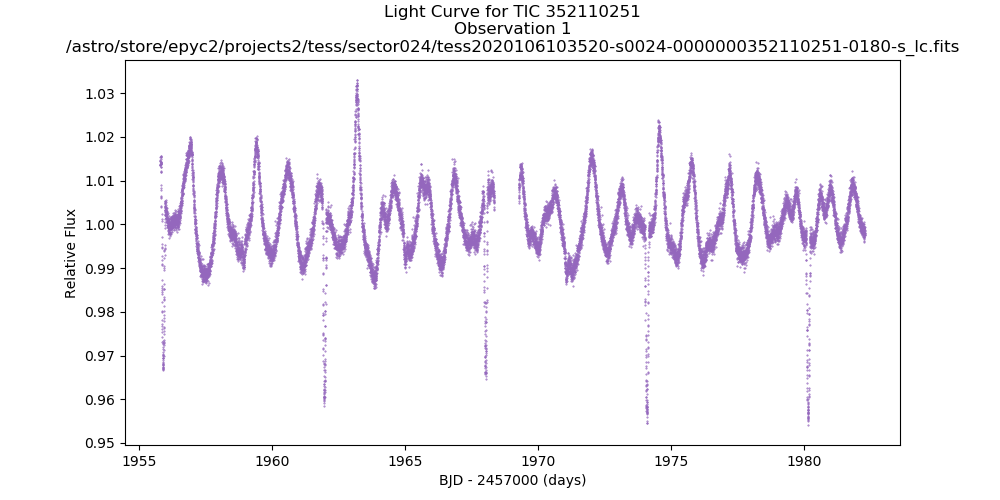 Light Curve for TIC 352110251
Observation 1
/astro/store/epyc2/projects2/tess/sector024/tess2020106103520-s0024-0000000352110251-0180-s_lc.fits
1.03
1.02
1.01
1.00
0.99
0.98
0.97
0.96
0.95
Relative Flux
1955 1960 1965 1970 1975 1980
BJD - 2457000 (days)